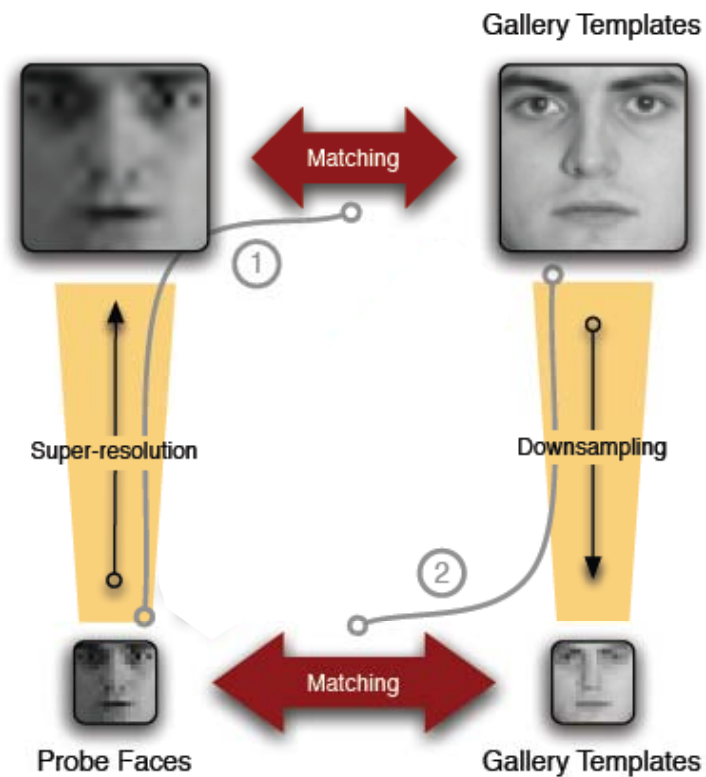 Gallery Templates
Matching
1
Super-resolution
Downsampling
2
Matching
Probe Faces
Gallery Templates